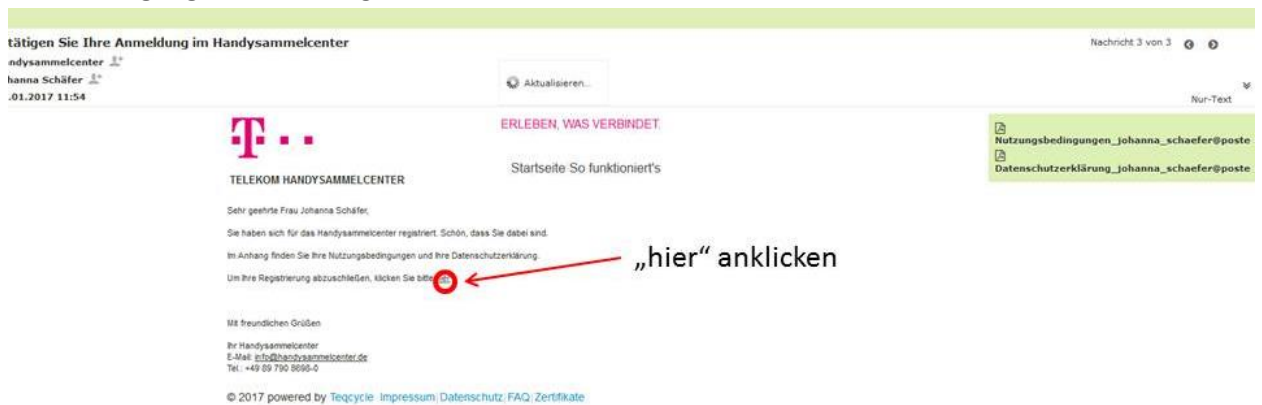 tätigen Sie Ihre Anmeldung im Handysammelcenter
Nachricht 3 von 3
ndysammelcenter
hanna Schäfer
.01.2017 11:54
Aktualisieren...
Nur-Text
T
ERLEBEN, WAS VERBINDET.
Startseite So funktioniert's
TELEKOM HANDYSAMMELCENTER
Nutzungsbedingungen_johanna_schaefer@poste
Datenschutzerklärung_johanna_schaefer@poste
Sehr geehrte Frau Johanna Schäfer,
Sie haben sich für das Handysammelcenter registriert. Schön, dass Sie dabei sind.
Im Anhang finden Sie Ihre Nutzungsbedingungen und Ihre Datenschutzerklärung.
Um Ihre Registrierung abzuschließen, klicken Sie bitte hier
„hier“ anklicken
Mit freundlichen Grüßen
Ihr Handysammelcenter
E-Mail: info@handysammelcenter.de
Tel.: +49 89 790 8698-0
© 2017 powered by Teqcycle Impressum|Datenschutz|FAQ|Zertifikate